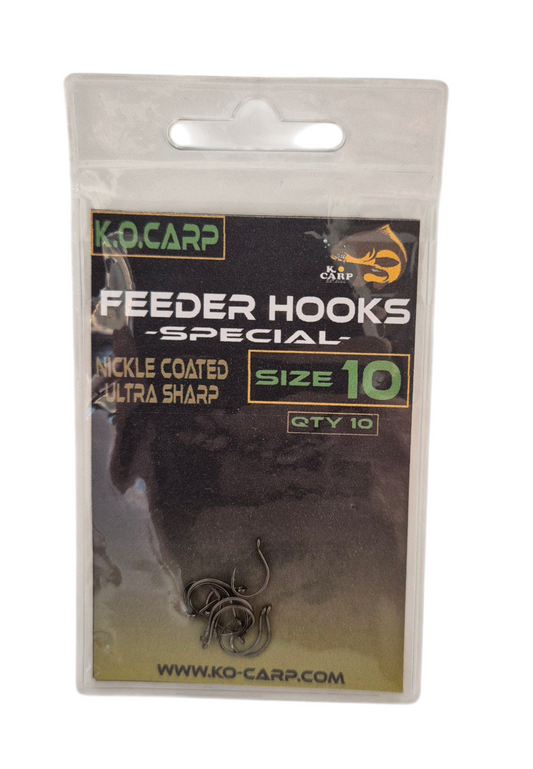 K.O.CARP
K.O
CARP
FEEDER HOOKS
-SPECIAL-
NICKLE COATED
ULTRA SHARP
SIZE 10
QTY 10
WWW.KO-CARP.COM